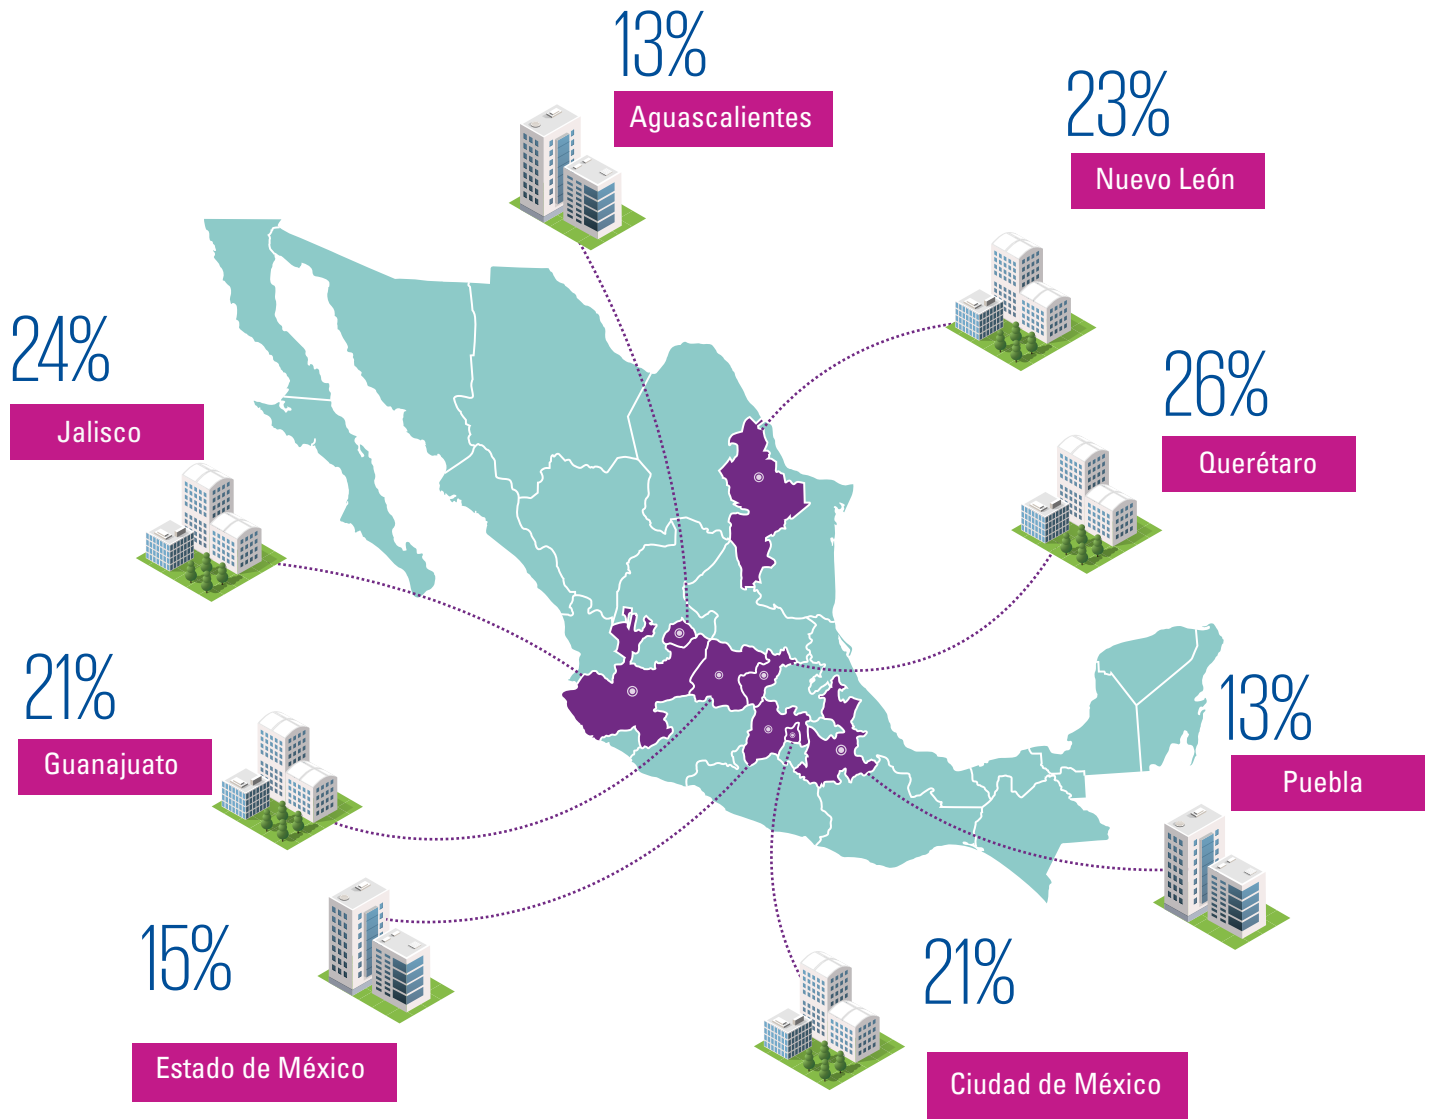 13%
Aguascalientes
23%
Nuevo León
24%
Jalisco
26%
Querétaro
21%
Guanajuato
13%
Puebla
15%
Estado de México
21%
Ciudad de México